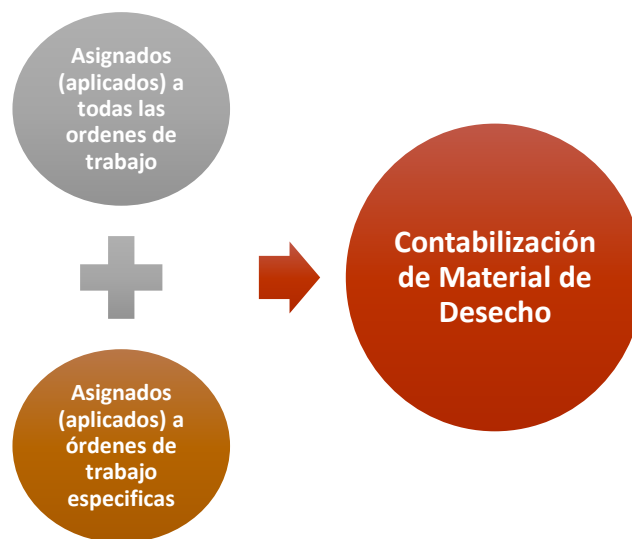 Asignados
(aplicados) a
todas las
ordenes de
trabajo
Contabilización
de Material de
Desecho
Asignados
(aplicados) a
órdenes de
trabajo
especificas